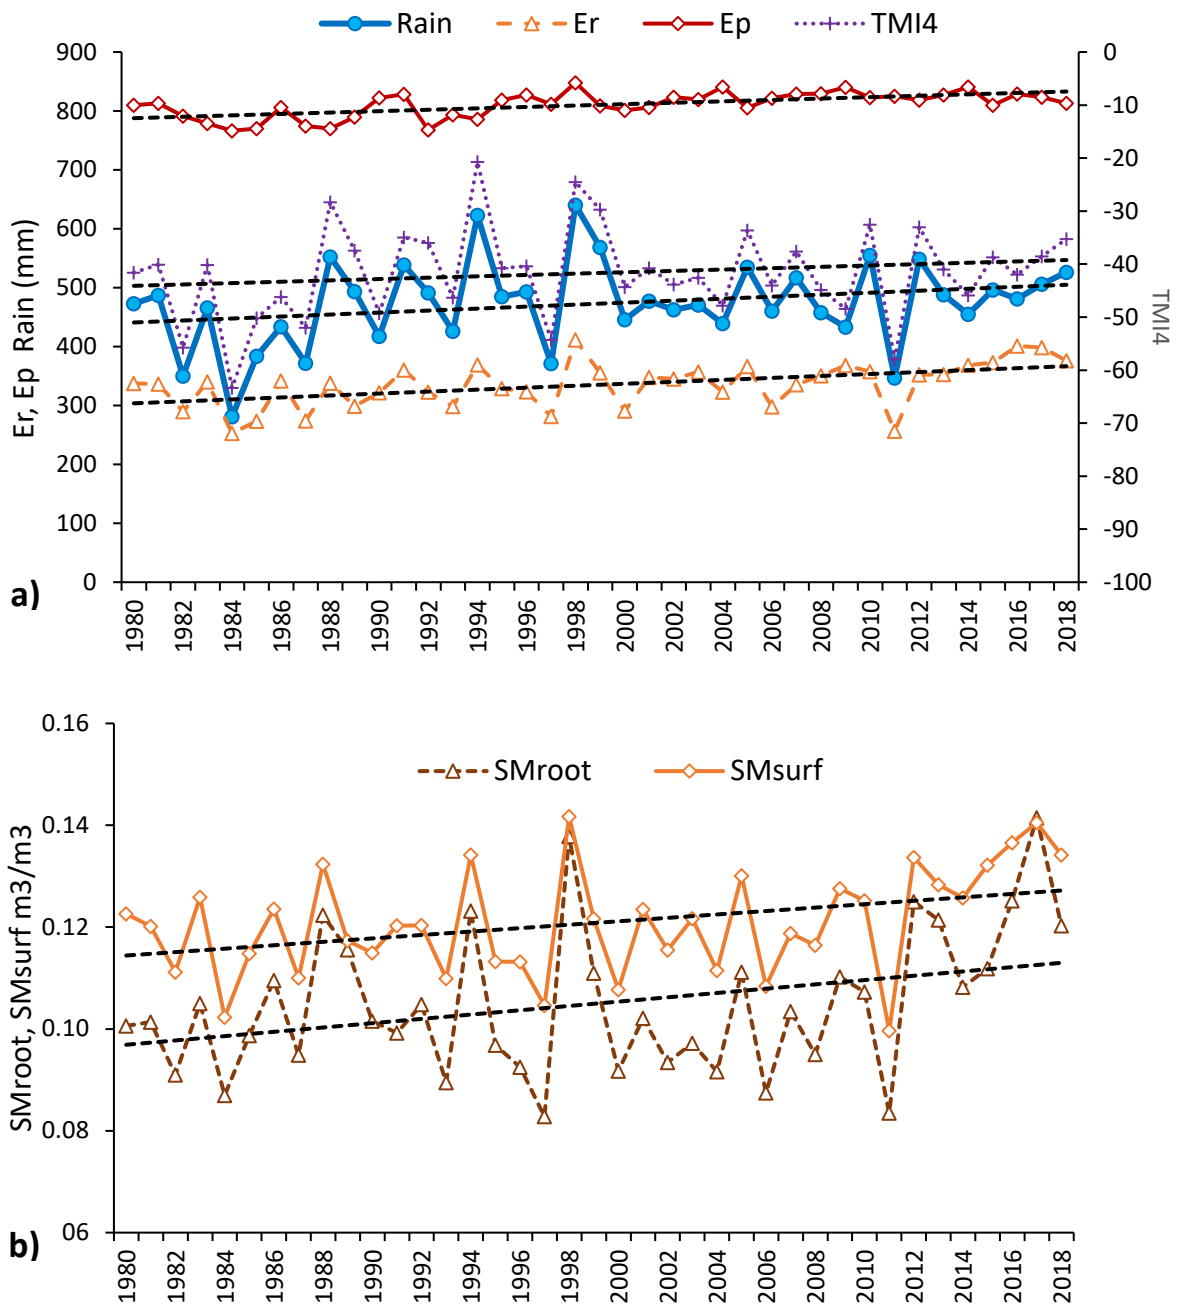 Rain Er Ep TMI4
900 0
800 -10
700 -20
600 -30
500 -40
400 -50
300 -60
200 -70
100 -80
0 -90
-100
Er, Ep Rain (mm)
TMI4
a)
1980 1982 1984 1986 1988 1990 1992 1994 1996 1998 2000 2002 2004 2006 2008 2010 2012 2014 2016 2018
0.16
SMroot SMsurf
0.14
0.12
0.10
0.08
06
SMroot, SMsurf m3/m3
b)
1980 1982 1984 1986 1988 1990 1992 1994 1996 1998 2000 2002 2004 2006 2008 2010 2012 2014 2016 2018